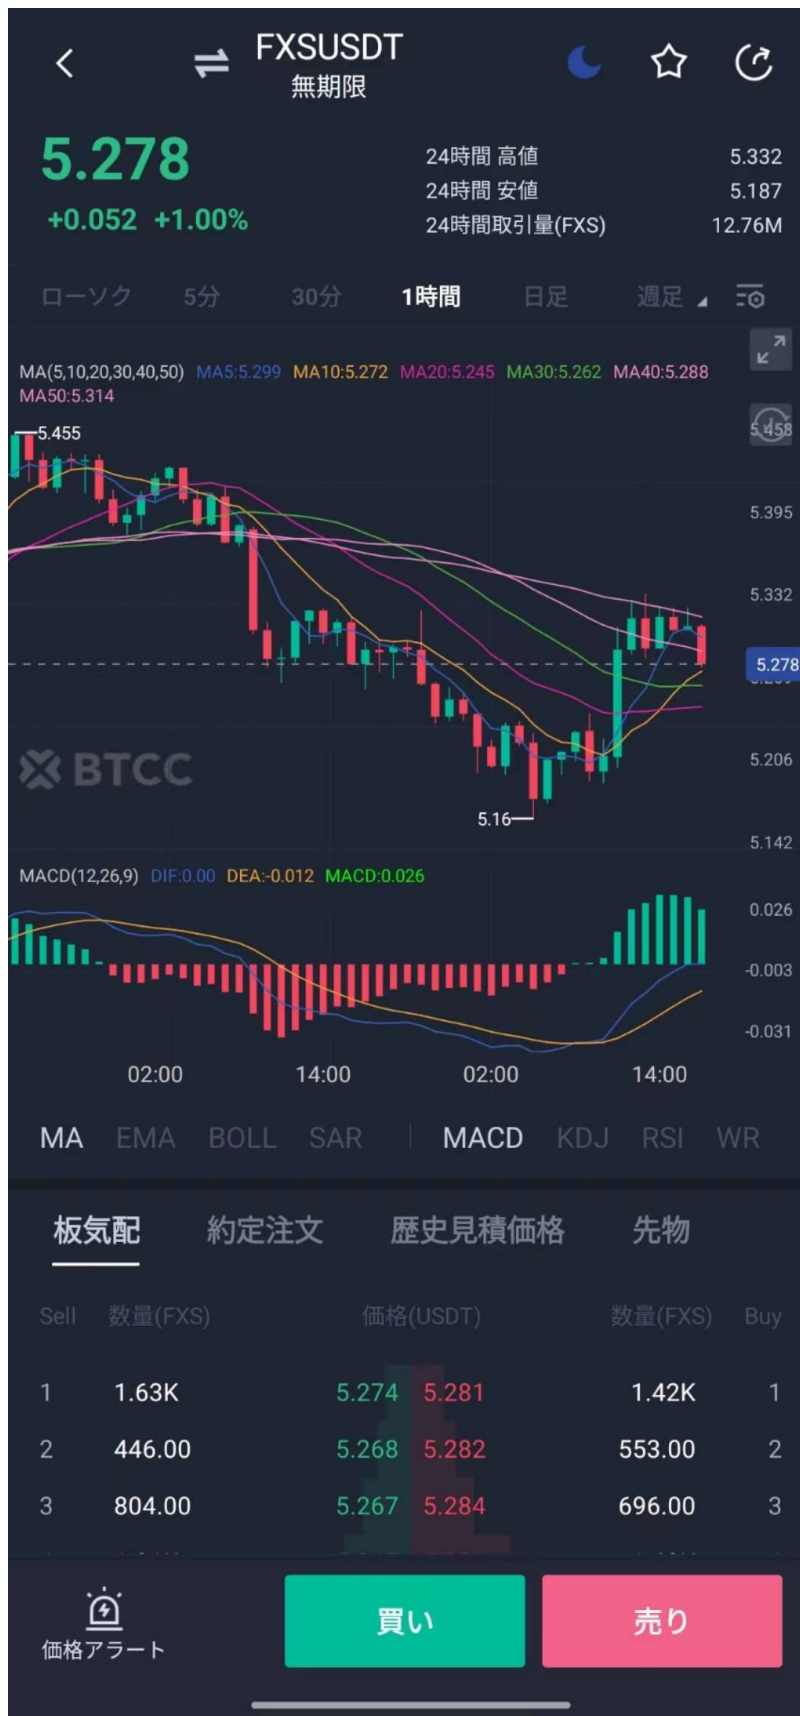 FXSUSDT
無期限
5.278
+0.052 +1.00%
24時間 高値 5.332
24時間 安値 5.187
24時間取引量(FXS) 12.76M
ローソク 5分 30分 1時間 日足 週足
MA(5,10,20,30,40,50) MA5:5.299 MA10:5.272 MA20:5.245 MA30:5.262 MA40:5.288
MA50:5.314
5.455
5.458
5.395
5.332
5.278
5.206
BTCC
5.16
5.142
MACD(12,26,9) DIF:0.00 DEA:-0.012 MACD:0.026
0.026
-0.003
-0.031
02:00 14:00 02:00 14:00
MA EMA BOLL SAR MACD KDJ RSI WR
板気配 約定注文 歴史見積価格 先物
Sell 数量(FXS) 価格(USDT) 数量(FXS) Buy
1 1.63K 5.274 5.281 1.42K 1
2 446.00 5.268 5.282 553.00 2
3 804.00 5.267 5.284 696.00 3
価格アラート 買い 売り